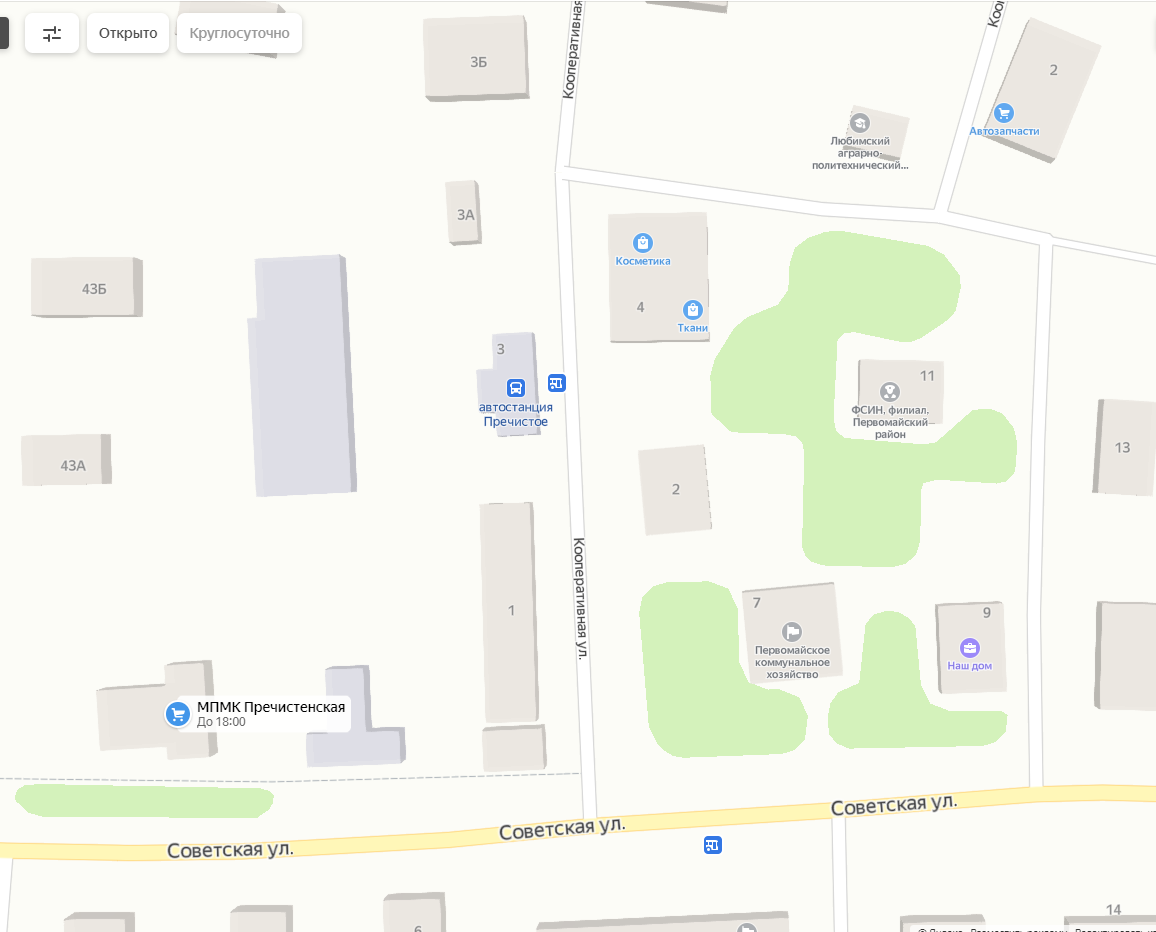 Открыто
Круглосуточно
3Б
Кооперативная
Коо
2
Автозапчасти
Любимский
аграрно-
политехнический...
3А
Косметика
4
Ткани
43Б
3
автостанция
Пречистое
11
ФСИН, филиал,
Первомайский
район
13
43А
2
1
Кооперативная ул.
7
Первомайское
коммунальное
хозяйство
9
Наш дом
МПМК Пречистенская
До 18:00
Советская ул.
Советская ул.
Советская ул.
6
14